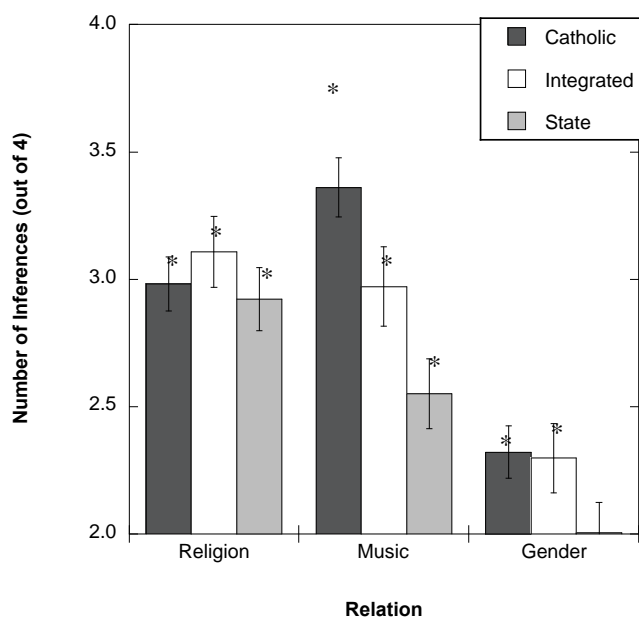 4.0
Catholic
Integrated
State
3.5
3.0
2.5
2.0
Number of Inferences (out of 4)
*
* * *
* *
* *
Religion Music Gender
Relation